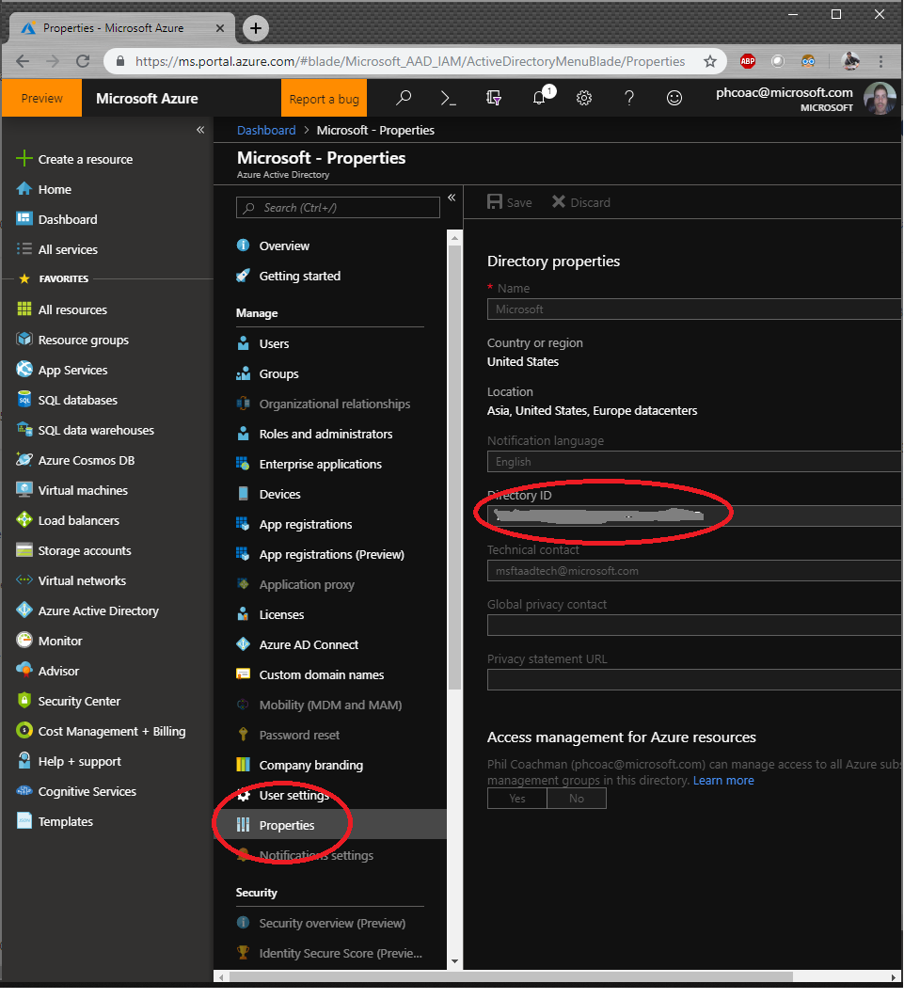 Properties - Microsoft Azure
https://ms.portal.azure.com/#blade/Microsoft_AAD_IAM/ActiveDirectoryMenuBlade/Properties
ABP
Preview
Microsoft Azure
Report a bug
1
phcoac@microsoft.com
MICROSOFT
Create a resource
Home
Dashboard
All services
FAVORITES
All resources
Resource groups
App Services
SQL databases
SQL data warehouses
Azure Cosmos DB
Virtual machines
Load balancers
Storage accounts
Virtual networks
Azure Active Directory
Monitor
Advisor
Security Center
Cost Management + Billing
Help + support
Cognitive Services
Templates
Dashboard > Microsoft - Properties
Microsoft - Properties
Azure Active Directory
Search (Ctrl+/)
Overview
Getting started
Manage
Users
Groups
Organizational relationships
Roles and administrators
Enterprise applications
Devices
App registrations
App registrations (Preview)
Application proxy
Licenses
Azure AD Connect
Custom domain names
Mobility (MDM and MAM)
Password reset
Company branding
User settings
Properties
Notifications settings
Security
Security overview (Preview)
Identity Secure Score (Previe...
Save Discard
Directory properties
* Name
Microsoft
Country or region
United States
Location
Asia, United States, Europe datacenters
Notification language
English
Directory ID
Technical contact
msftaadtech@microsoft.com
Global privacy contact
Privacy statement URL
Access management for Azure resources
Phil Coachman (phcoac@microsoft.com) can manage access to all Azure subs
management groups in this directory. Learn more
Yes No